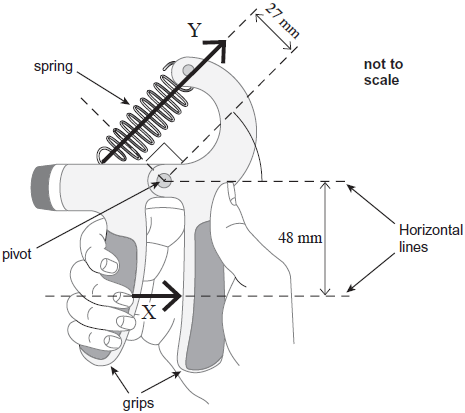 27 mm
Y
not to
scale
spring
48 mm
Horizontal
lines
pivot
X
grips